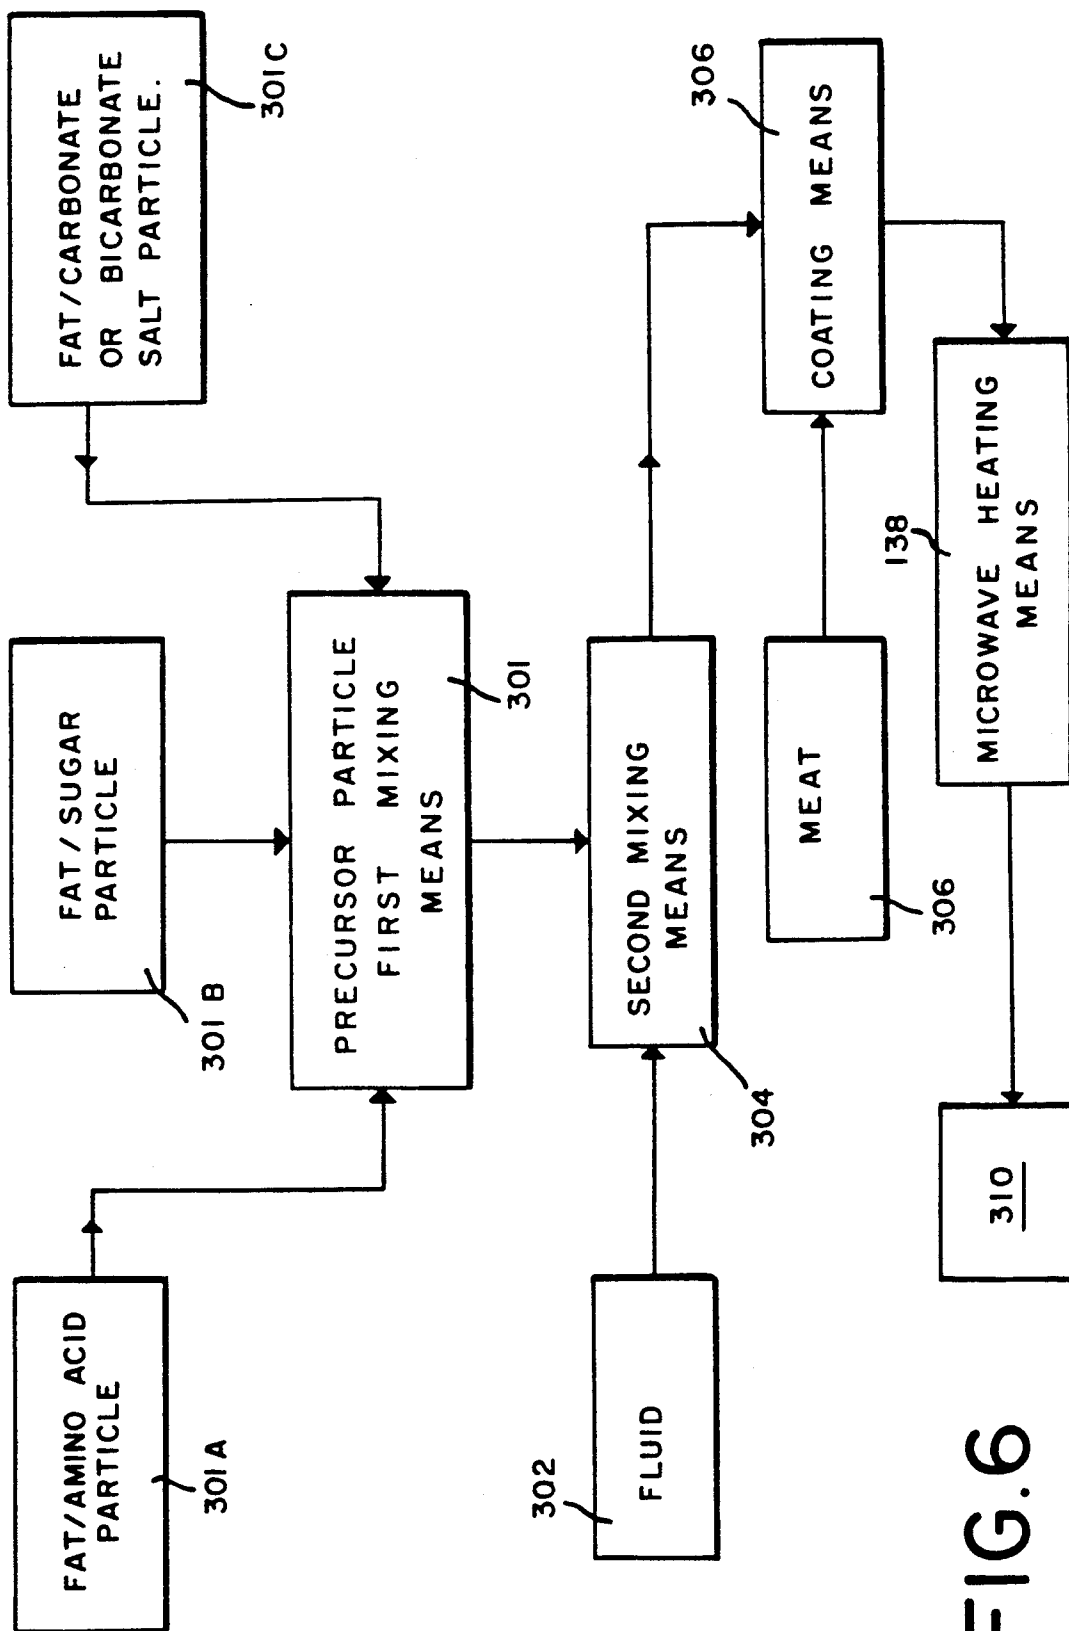 FAT/AMINO ACID
PARTICLE
301A
FAT/SUGAR
PARTICLE
301 B
FAT/CARBONATE
OR BICARBONATE
SALT PARTICLE.
301C
PRECURSOR PARTICLE
FIRST MIXING
MEANS
301
302
FLUID
SECOND MIXING
MEANS
304
306
COATING MEANS
MEAT
306
138
MICROWAVE HEATING
MEANS
310
FIG.6